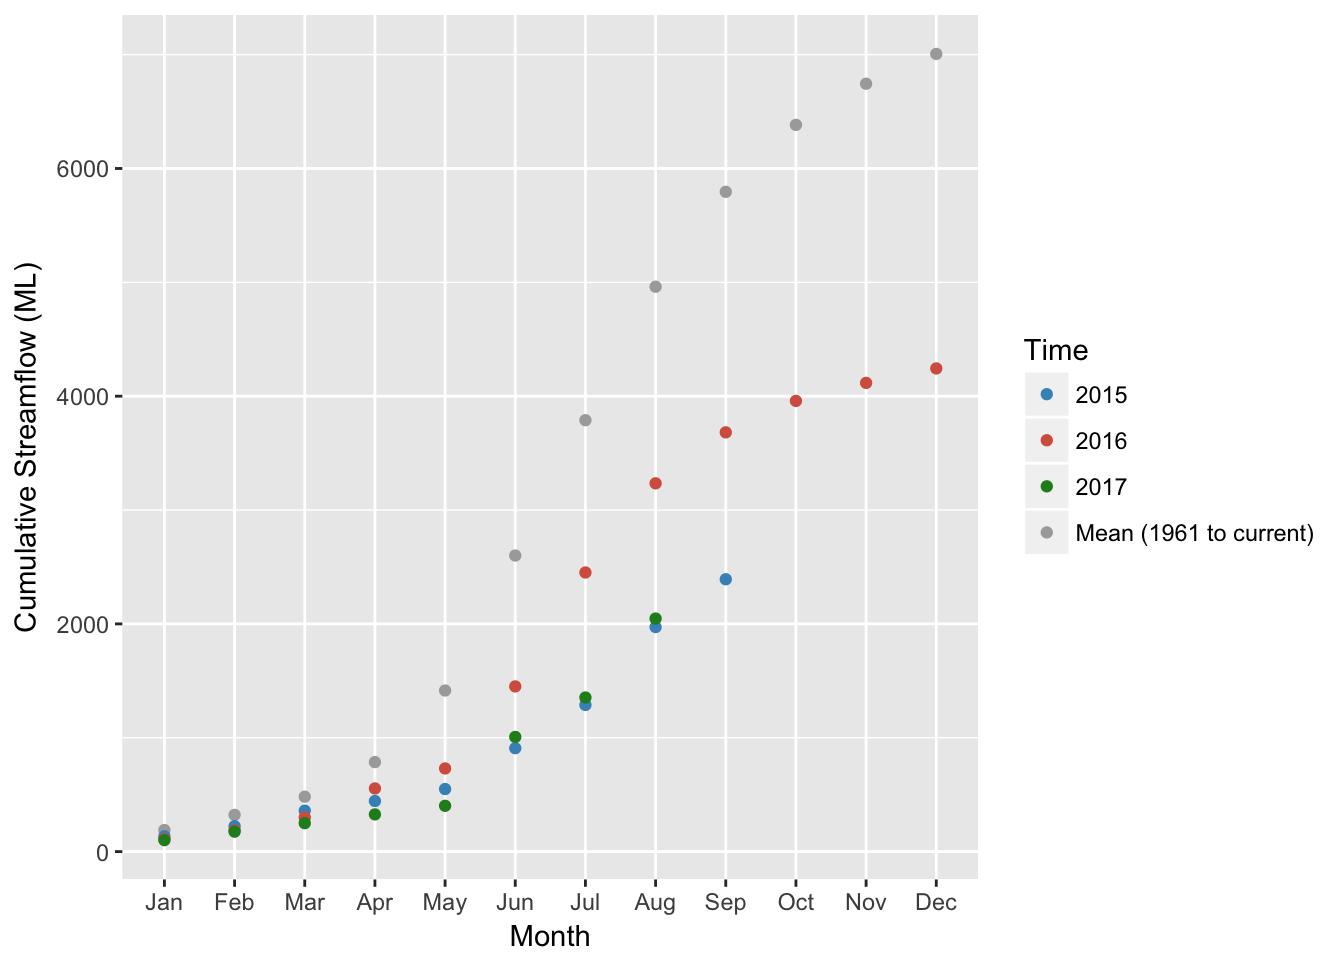 6000
4000
2000
0
Cumulative Streamflow (ML)
Jan Feb Mar Apr May Jun Jul Aug Sep Oct Nov Dec
Month
Time
2015
2016
2017
Mean (1961 to current)